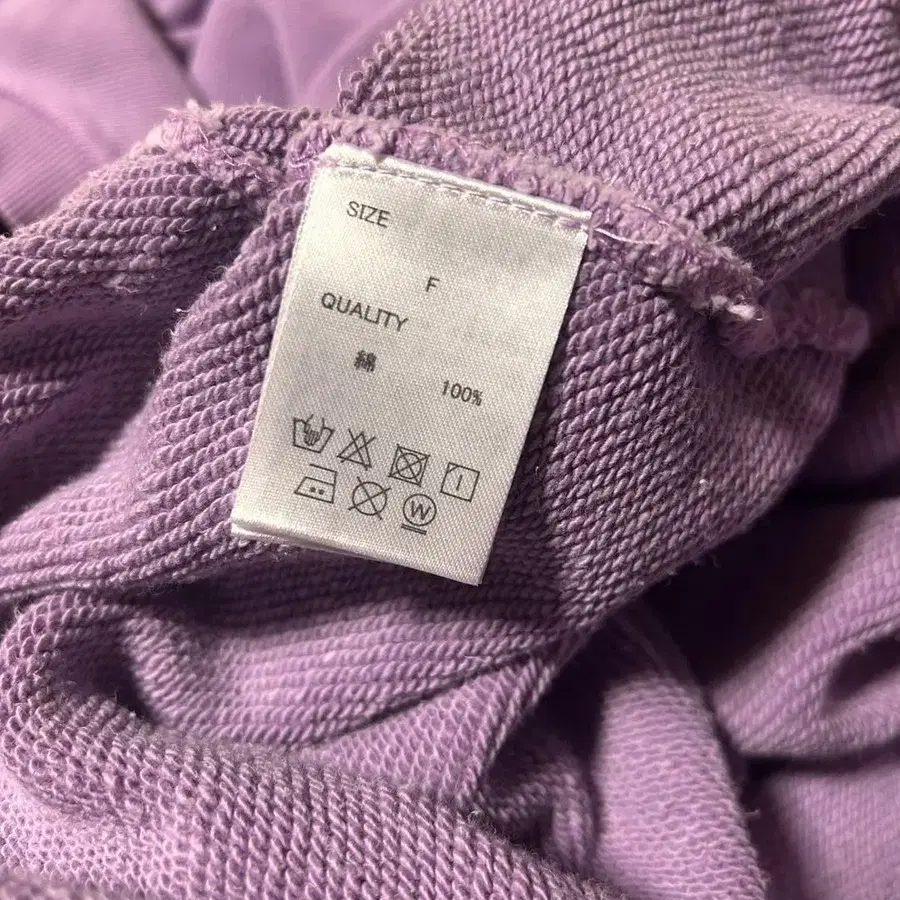 SIZE
F
QUALITY
綿 100%
W